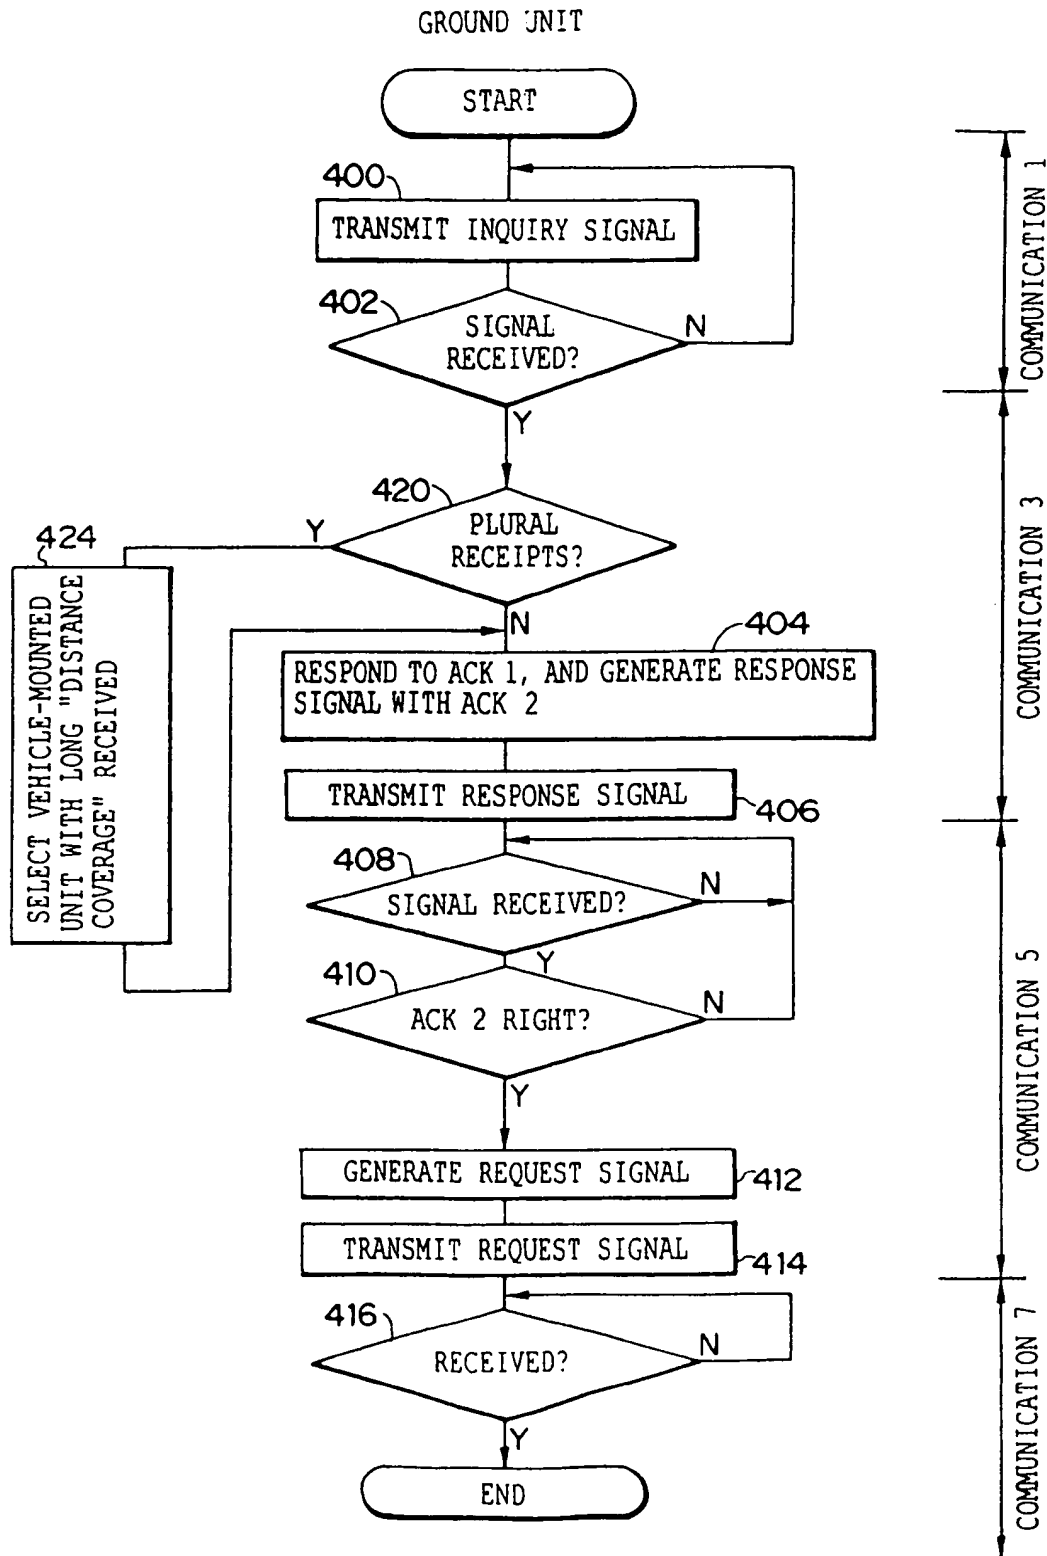 GROUND UNIT
START
400
TRANSMIT INQUIRY SIGNAL
402
SIGNAL
RECEIVED?
N
Y
COMMUNICATION 1
420
PLURAL
RECEIPTS?
Y
N
424
SELECT VEHICLE-MOUNTED
UNIT WITH LONG "DISTANCE
COVERAGE" RECEIVED
404
RESPOND TO ACK 1, AND GENERATE RESPONSE
SIGNAL WITH ACK 2
TRANSMIT RESPONSE SIGNAL
406
COMMUNICATION 3
408
SIGNAL RECEIVED?
N
Y
410
ACK 2 RIGHT?
N
Y
GENERATE REQUEST SIGNAL
412
TRANSMIT REQUEST SIGNAL
414
COMMUNICATION 5
416
RECEIVED?
N
Y
END
COMMUNICATION 7